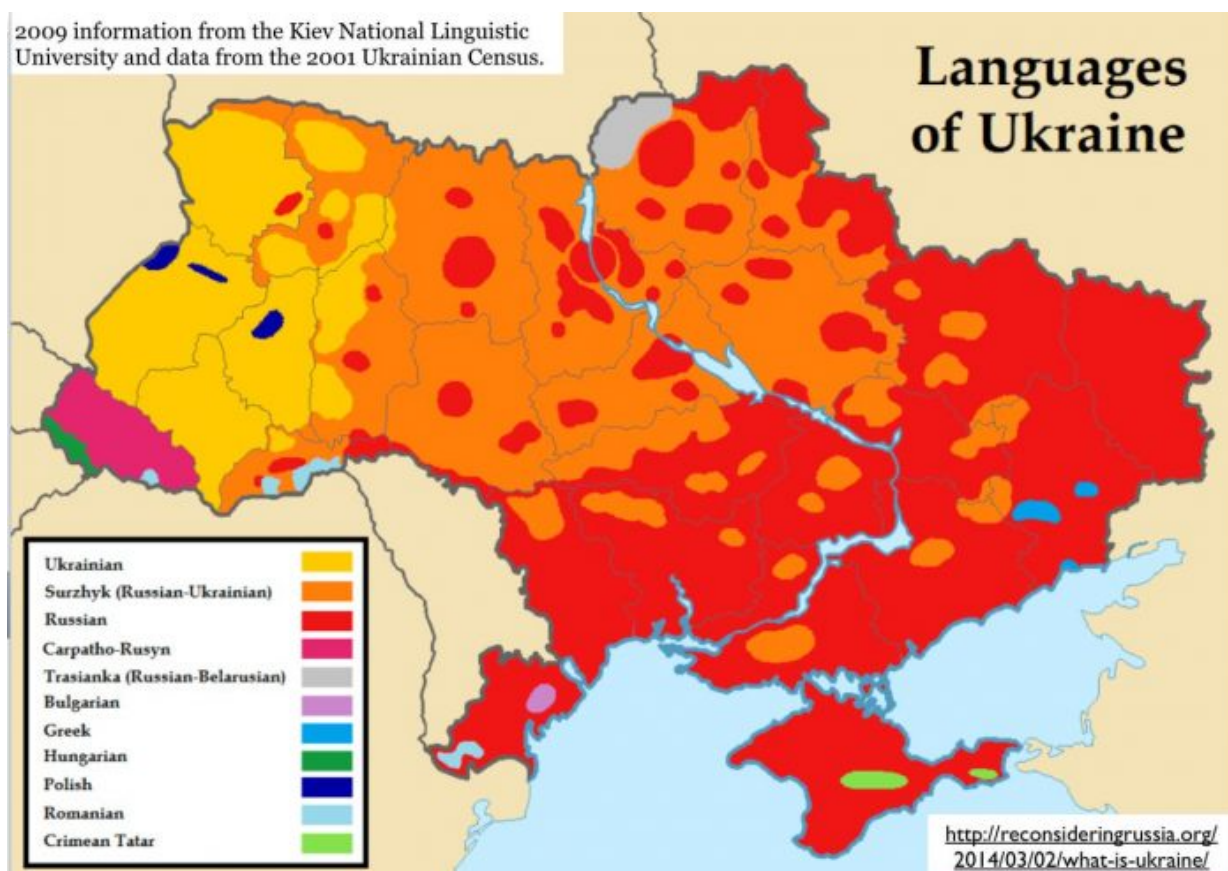 2009 information from the Kiev National Linguistic
University and data from the 2001 Ukrainian Census.
Languages
of Ukraine
Ukrainian
Surzhyk (Russian-Ukrainian)
Russian
Carpatho-Rusyn
Trasianka (Russian-Belarusian)
Bulgarian
Greek
Hungarian
Polish
Romanian
Crimean Tatar
http://reconsideringrussia.org/
2014/03/02/what-is-ukraine/